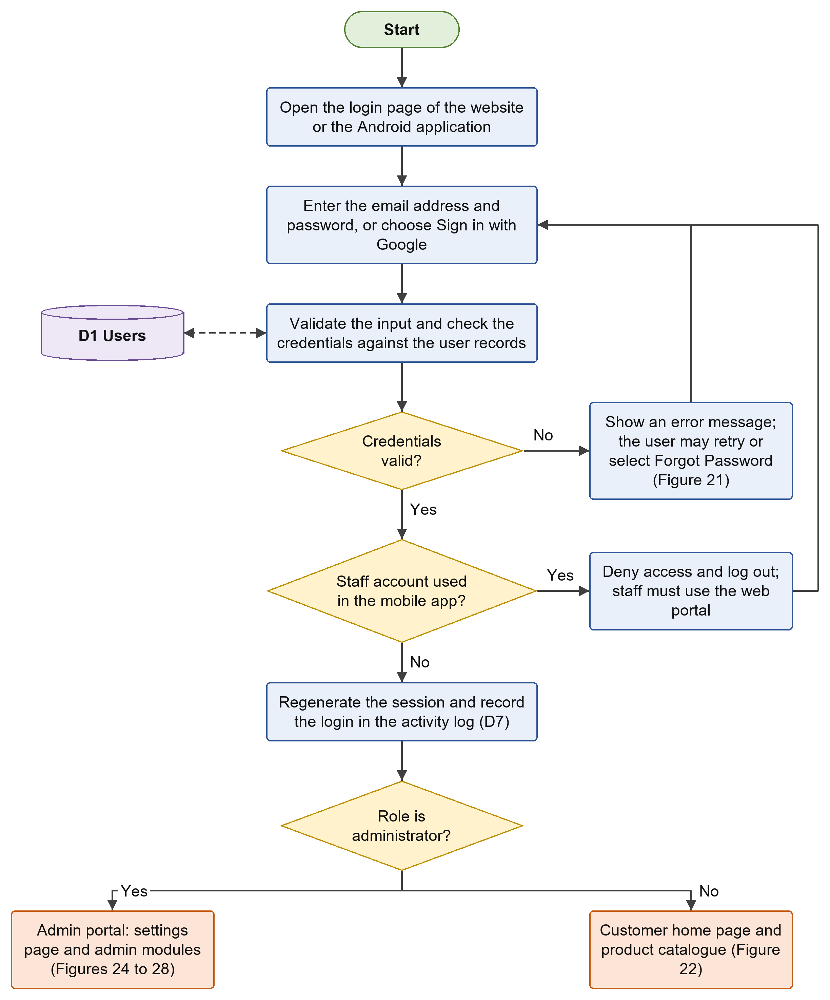 Start
Open the login page of the website
or the Android application
Enter the email address and
password, or choose Sign in with
Google
D1 Users
Validate the input and check the
credentials against the user records
Credentials
valid?
No
Show an error message;
the user may retry or
select Forgot Password
(Figure 21)
Yes
Staff account used
in the mobile app?
Yes
Deny access and log out;
staff must use the web
portal
No
Regenerate the session and record
the login in the activity log (D7)
Role is
administrator?
Yes
No
Admin portal: settings
page and admin modules
(Figures 24 to 28)
Customer home page and
product catalogue (Figure
22)